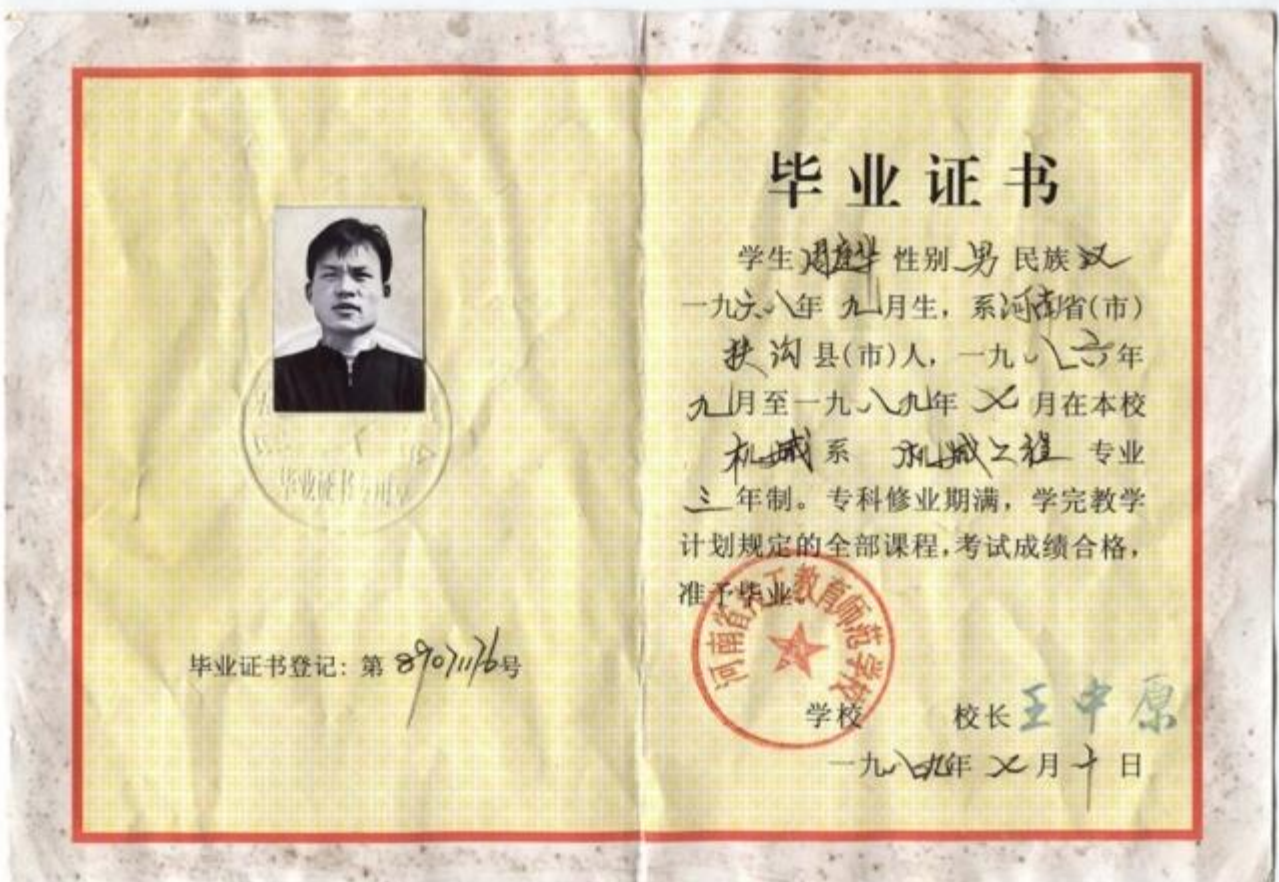 毕业证书
学生 周 华 性别 男 民族 汉
一九六八年 九月生，系河南省(市)
扶沟县(市)人，一九八六年
九月至一九八九年 七 月在本校
机械系 机械工程 专业
三年制。专科修业期满，学完教学
计划规定的全部课程，考试成绩合格，
准予毕业。
河南省 工教育师范学校
学校 校长 王中原
一九八九年 七 月 十 日
毕业证书专用章
毕业证书登记：第 89071176号